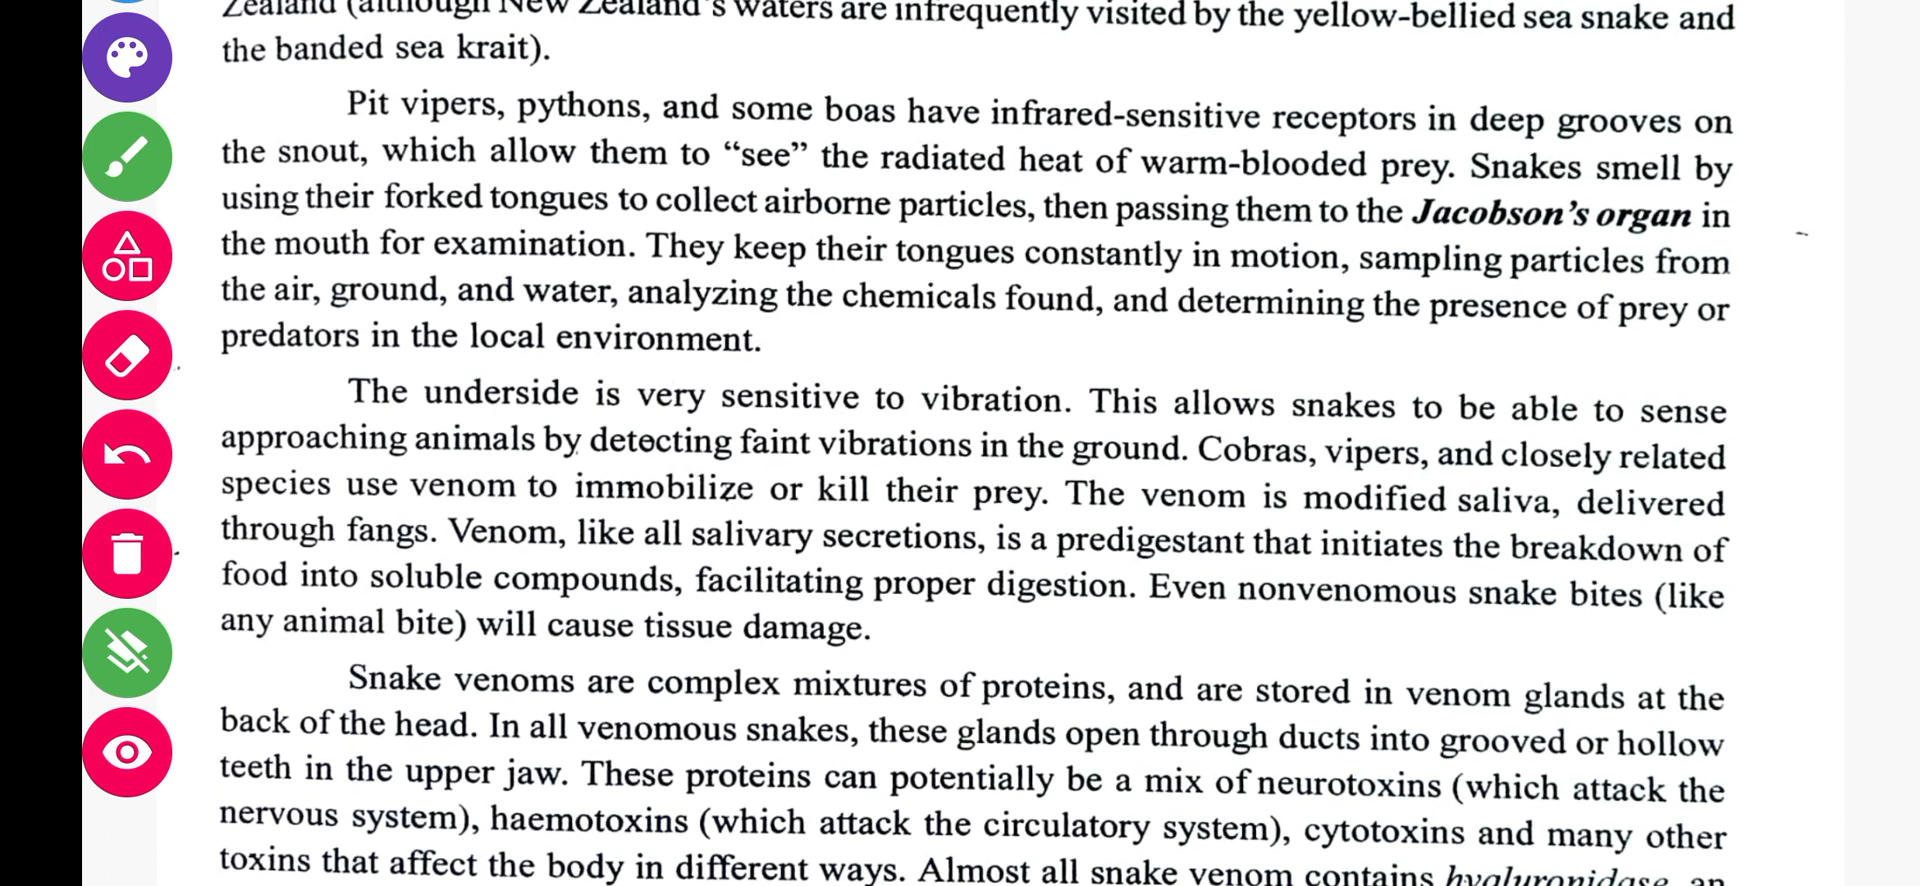 Zealand (although New Zealand's waters are infrequently visited by the yellow-bellied sea snake and
the banded sea krait).
Pit vipers, pythons, and some boas have infrared-sensitive receptors in deep grooves on
the snout, which allow them to “see” the radiated heat of warm-blooded prey. Snakes smell by
using their forked tongues to collect airborne particles, then passing them to the Jacobson's organ in
the mouth for examination. They keep their tongues constantly in motion, sampling particles from
the air, ground, and water, analyzing the chemicals found, and determining the presence of prey or
predators in the local environment.
The underside is very sensitive to vibration. This allows snakes to be able to sense
approaching animals by detecting faint vibrations in the ground. Cobras, vipers, and closely related
species use venom to immobilize or kill their prey. The venom is modified saliva, delivered
through fangs. Venom, like all salivary secretions, is a predigestant that initiates the breakdown of
food into soluble compounds, facilitating proper digestion. Even nonvenomous snake bites (like
any animal bite) will cause tissue damage.
Snake venoms are complex mixtures of proteins, and are stored in venom glands at the
back of the head. In all venomous snakes, these glands open through ducts into grooved or hollow
teeth in the upper jaw. These proteins can potentially be a mix of neurotoxins (which attack the
nervous system), haemotoxins (which attack the circulatory system), cytotoxins and many other
toxins that affect the body in different ways. Almost all snake venom contains hyaluronidase, an